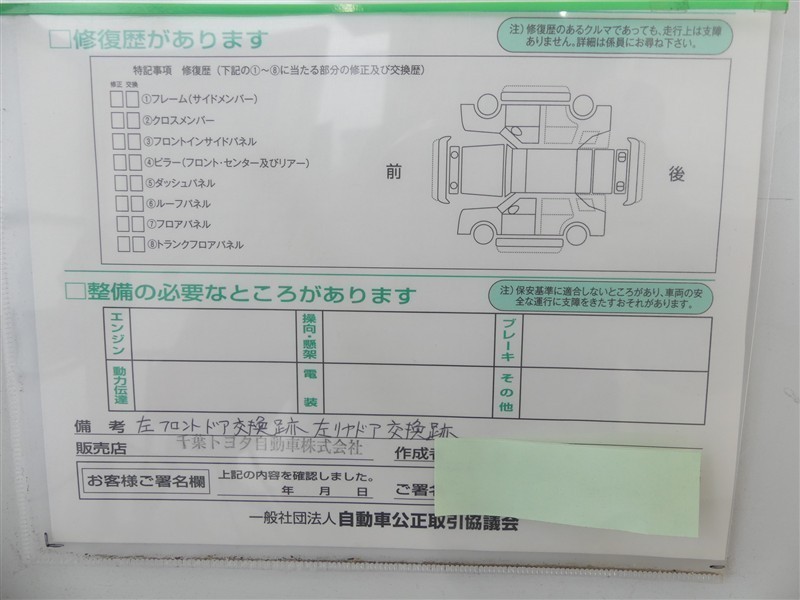 □修復歴があります
注）修復歴のあるクルマであっても、走行上は支障ありません。詳細は係員にお尋ね下さい。
特記事項 修復歴（下記の①〜⑧に当たる部分の修正及び交換歴）
修正 交換
①フレーム（サイドメンバー）
②クロスメンバー
③フロントインサイドパネル
④ピラー（フロント・センター及びリアー）
⑤ダッシュパネル
⑥ルーフパネル
⑦フロアパネル
⑧トランクフロアパネル
前
後
□整備の必要なところがあります
注）保安基準に適合しないところがあり、車両の安全な運行に支障をきたすおそれがあります。
エンジン
操向・懸架
ブレーキ
動力伝達
電装
その他
備考 左フロントドア交換跡 左リヤドア交換跡
販売店 千葉トヨタ自動車株式会社 作成者
お客様ご署名欄 上記の内容を確認しました。
年 月 日 ご署名
一般社団法人 自動車公正取引協議会